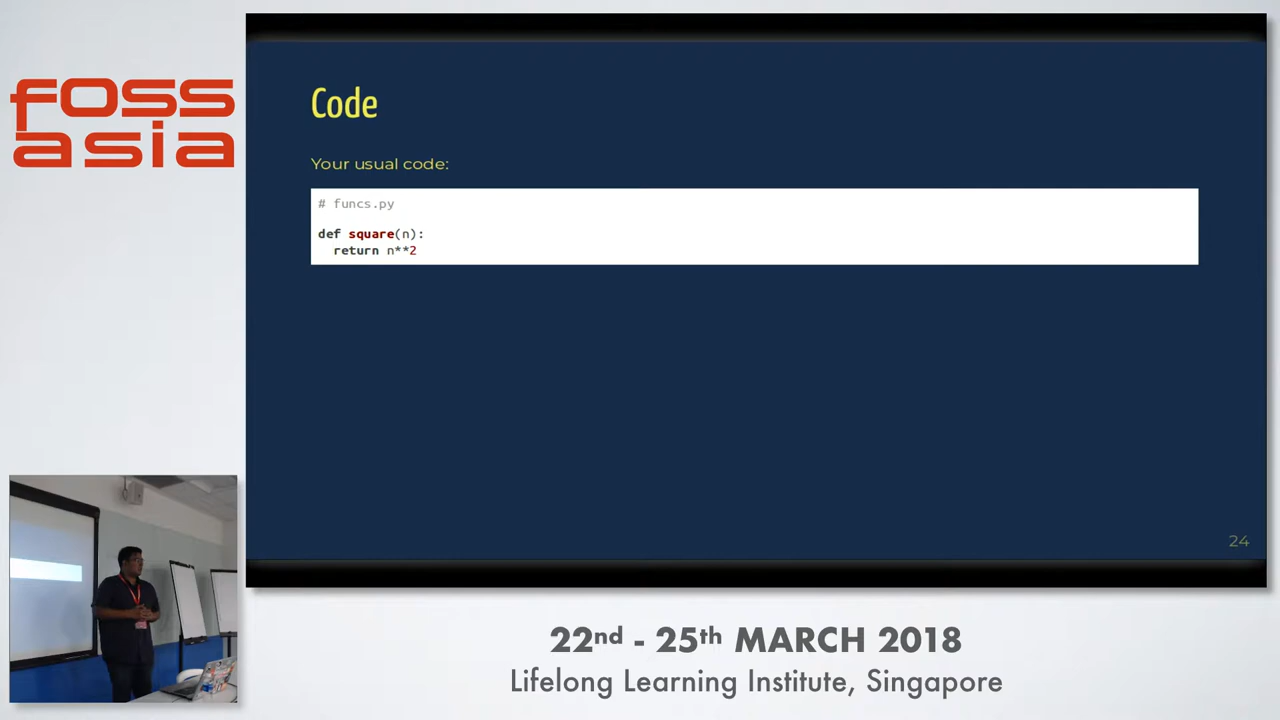 foss
asia
Code
Your usual code:
# funcs.py
def square(n):
  return n**2
24
22nd - 25th MARCH 2018
Lifelong Learning Institute, Singapore